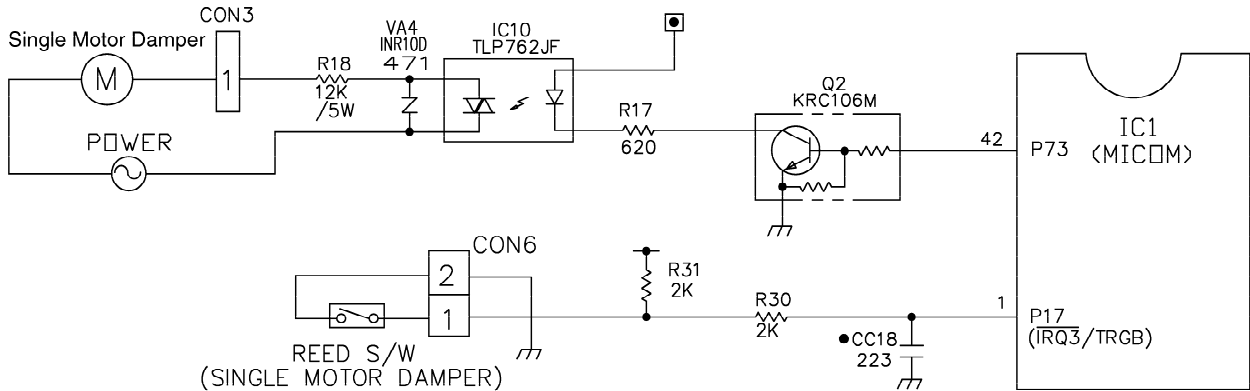 CON3
Single Motor Damper
M
1
R18
12K
/5W
VA4
INR10D
471
IC10
TLP762JF
POWER
R17
620
Q2
KRC106M
42
P73
IC1
(MICOM)
CON6
2
1
REED S/W
(SINGLE MOTOR DAMPER)
R31
2K
R30
2K
CC18
223
1
P17
(IRQ3/TRGB)